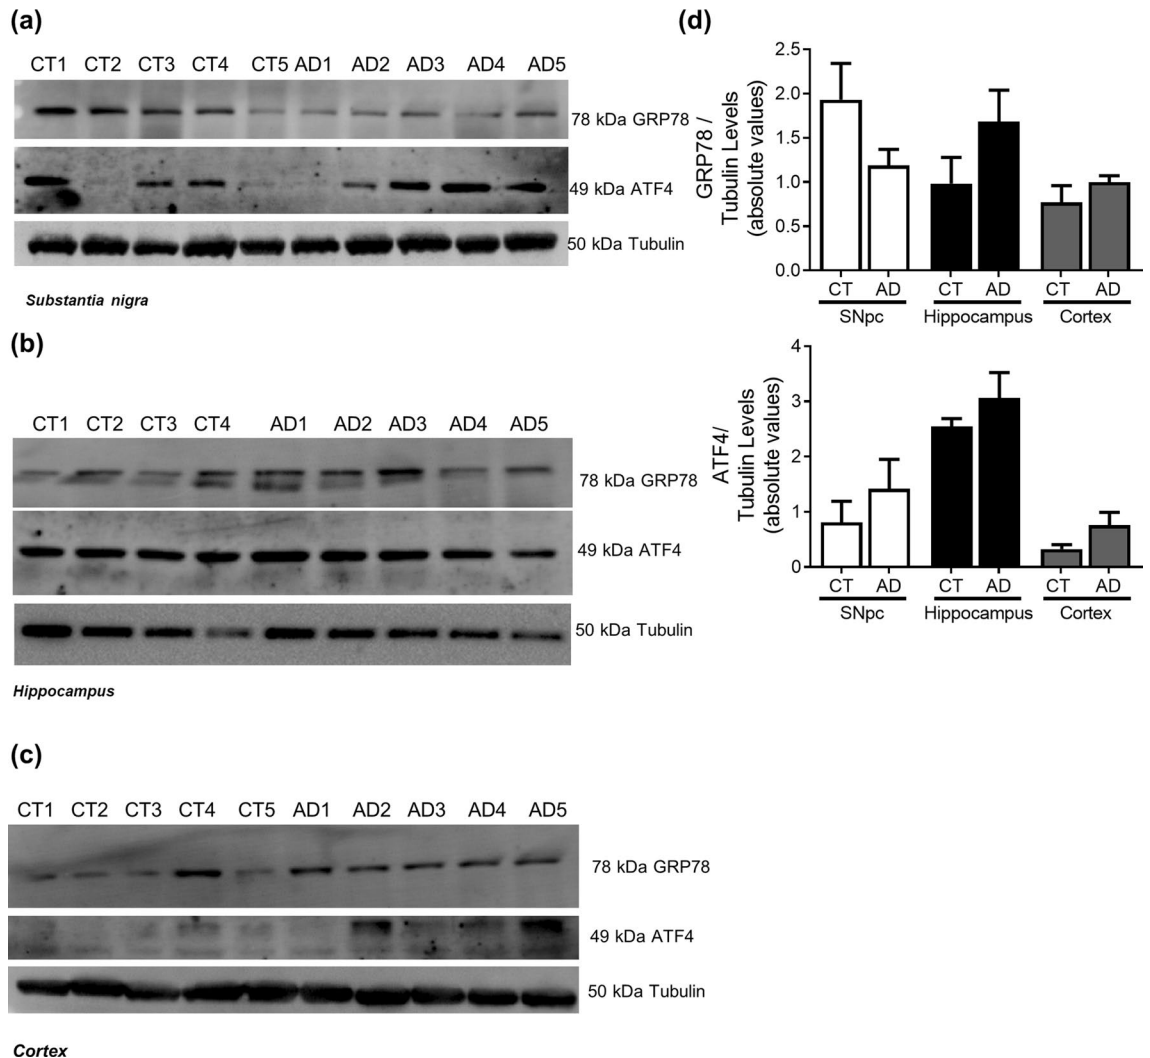 (a)
CT1 CT2 CT3 CT4 CT5 AD1 AD2 AD3 AD4 AD5
78 kDa GRP78
49 kDa ATF4
50 kDa Tubulin
Substantia nigra
(b)
CT1 CT2 CT3 CT4 AD1 AD2 AD3 AD4 AD5
78 kDa GRP78
49 kDa ATF4
50 kDa Tubulin
Hippocampus
(c)
CT1 CT2 CT3 CT4 CT5 AD1 AD2 AD3 AD4 AD5
78 kDa GRP78
49 kDa ATF4
50 kDa Tubulin
Cortex
(d)
GRP78 /
Tubulin Levels
(absolute values)
2.5
2.0
1.5
1.0
0.5
0.0
CT AD CT AD CT AD
SNpc Hippocampus Cortex
ATF4/
Tubulin Levels
(absolute values)
4
3
2
1
0
CT AD CT AD CT AD
SNpc Hippocampus Cortex